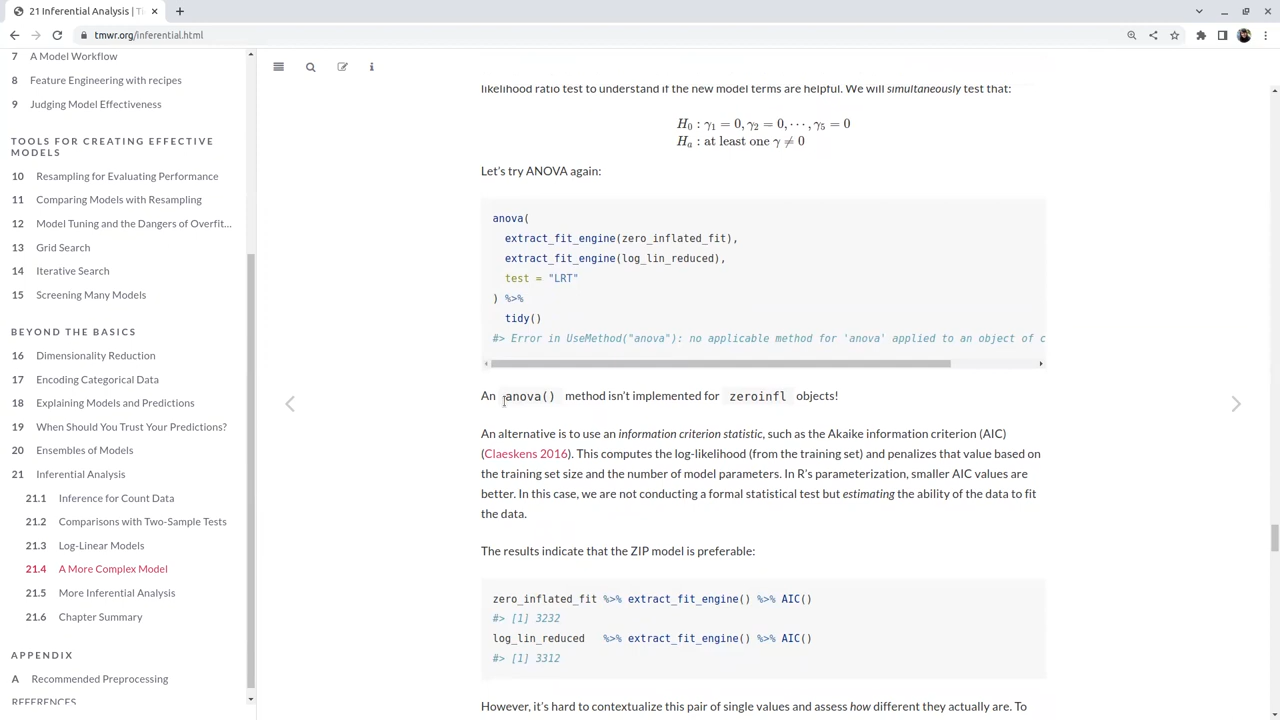 21 Inferential Analysis | T
tmwr.org/inferential.html
7 A Model Workflow
8 Feature Engineering with recipes
9 Judging Model Effectiveness
TOOLS FOR CREATING EFFECTIVE
MODELS
10 Resampling for Evaluating Performance
11 Comparing Models with Resampling
12 Model Tuning and the Dangers of Overfit...
13 Grid Search
14 Iterative Search
15 Screening Many Models
BEYOND THE BASICS
16 Dimensionality Reduction
17 Encoding Categorical Data
18 Explaining Models and Predictions
19 When Should You Trust Your Predictions?
20 Ensembles of Models
21 Inferential Analysis
21.1 Inference for Count Data
21.2 Comparisons with Two-Sample Tests
21.3 Log-Linear Models
21.4 A More Complex Model
21.5 More Inferential Analysis
21.6 Chapter Summary
APPENDIX
A Recommended Preprocessing
REFERENCES
likelihood ratio test to understand if the new model terms are helpful. We will simultaneously test that:
H₀ : γ₁ = 0, γ₂ = 0, ⋯, γ₅ = 0
Hₐ : at least one γ ≠ 0
Let's try ANOVA again:
anova(
extract_fit_engine(zero_inflated_fit),
extract_fit_engine(log_lin_reduced),
test = "LRT"
) %>%
tidy()
#> Error in UseMethod("anova"): no applicable method for 'anova' applied to an object of c
An anova() method isn't implemented for zeroinfl objects!
An alternative is to use an information criterion statistic, such as the Akaike information criterion (AIC)
(Claeskens 2016). This computes the log-likelihood (from the training set) and penalizes that value based on
the training set size and the number of model parameters. In R's parameterization, smaller AIC values are
better. In this case, we are not conducting a formal statistical test but estimating the ability of the data to fit
the data.
The results indicate that the ZIP model is preferable:
zero_inflated_fit %>% extract_fit_engine() %>% AIC()
#> [1] 3232
log_lin_reduced %>% extract_fit_engine() %>% AIC()
#> [1] 3312
However, it's hard to contextualize this pair of single values and assess how different they actually are. To